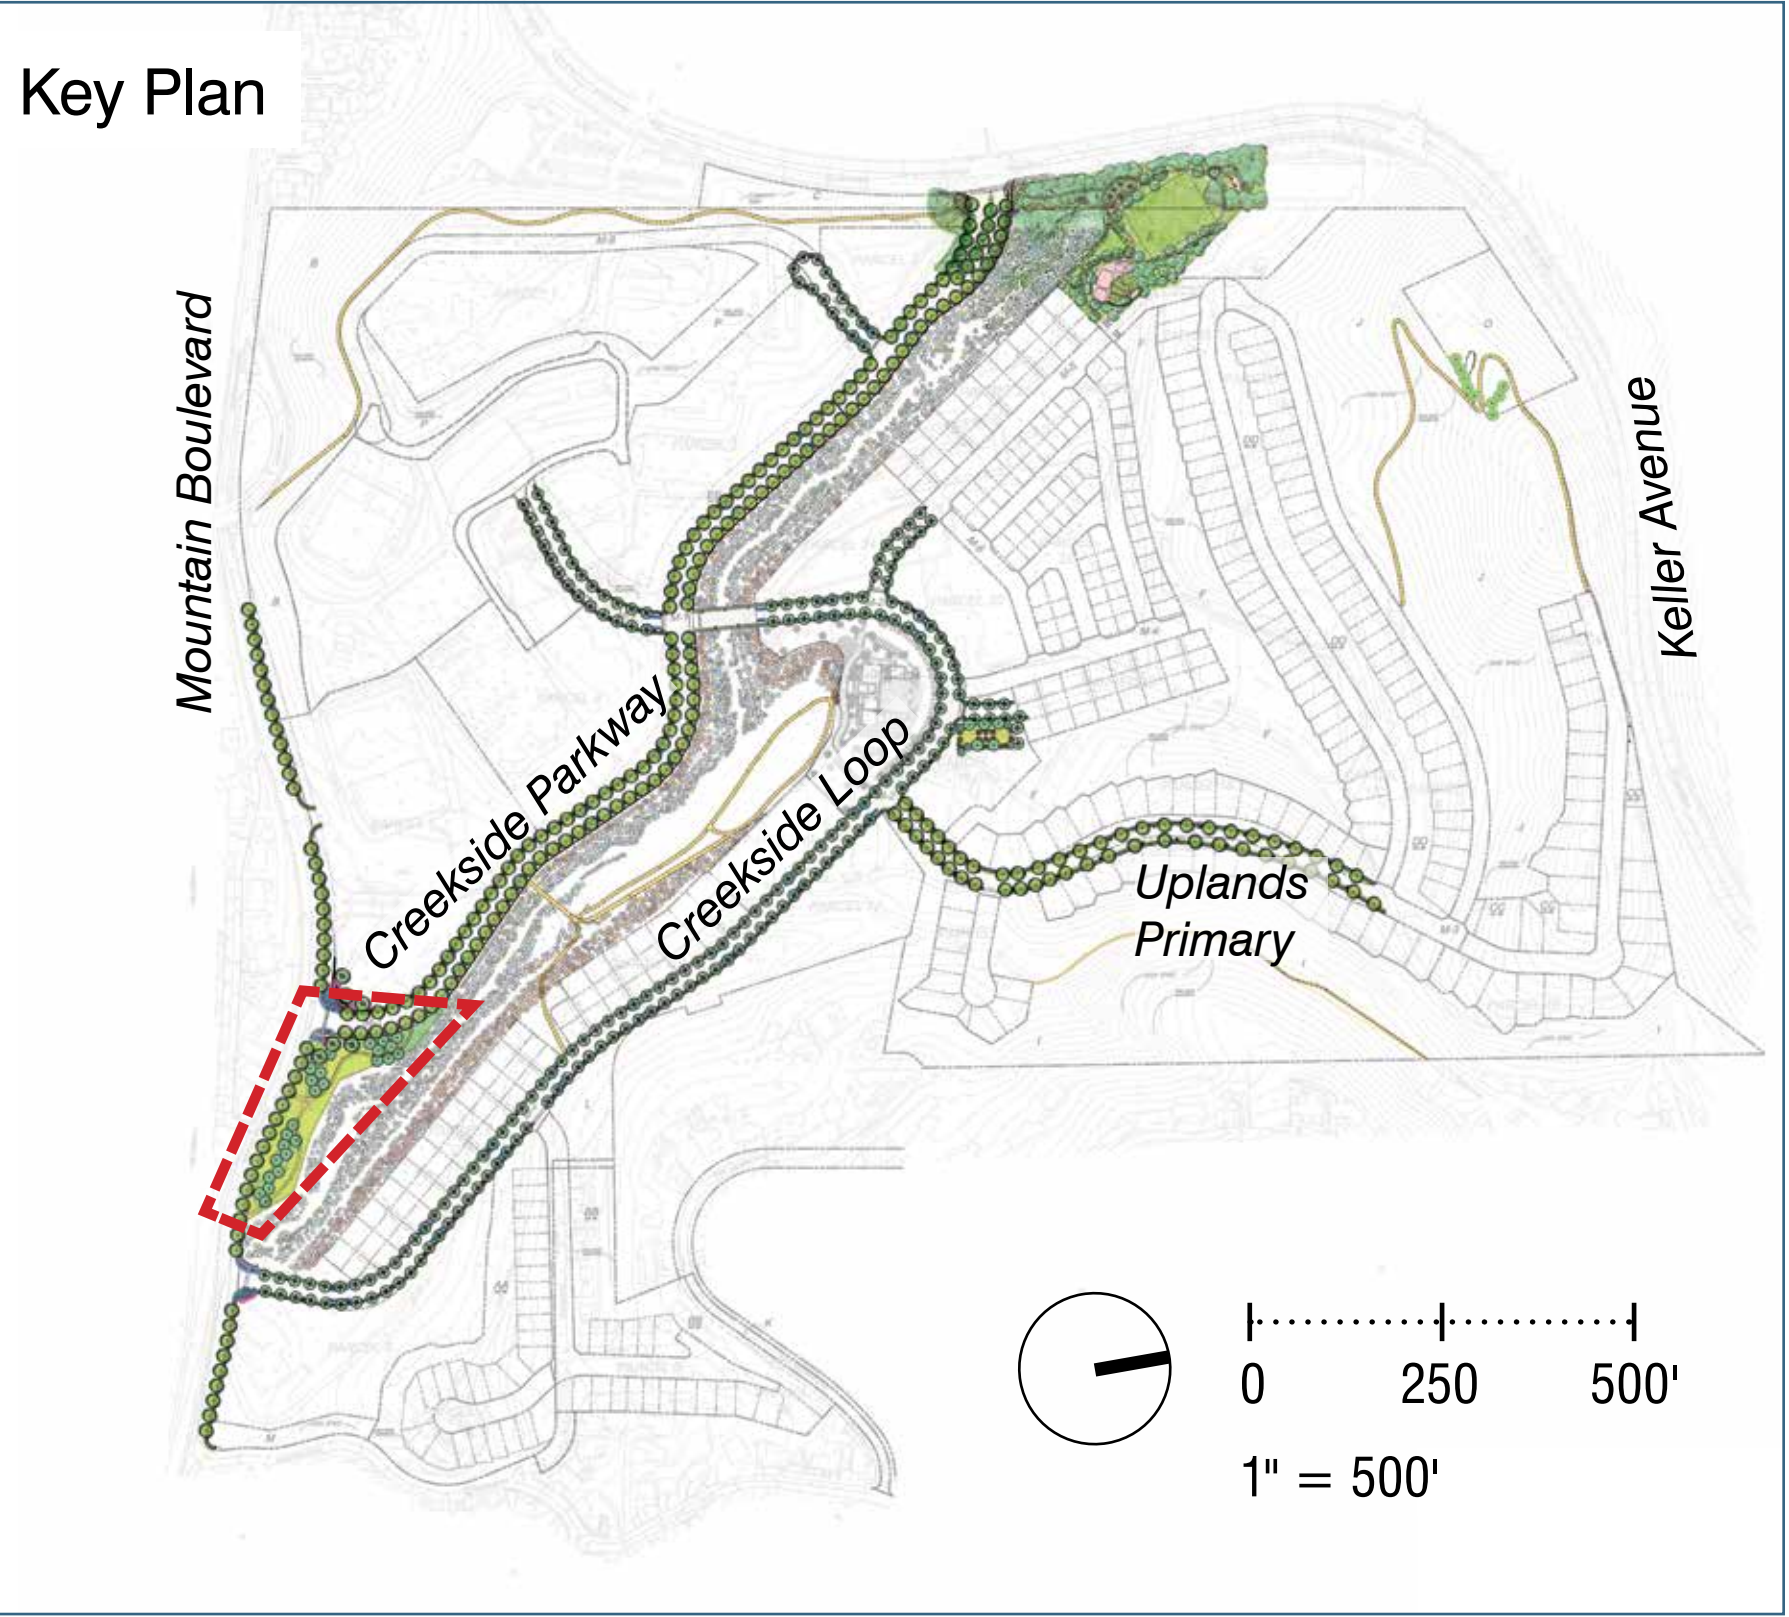 Key Plan
Mountain Boulevard
Keller Avenue
Creekside Parkway
Creekside Loop
Uplands
Primary
0 250 500'
1" = 500'